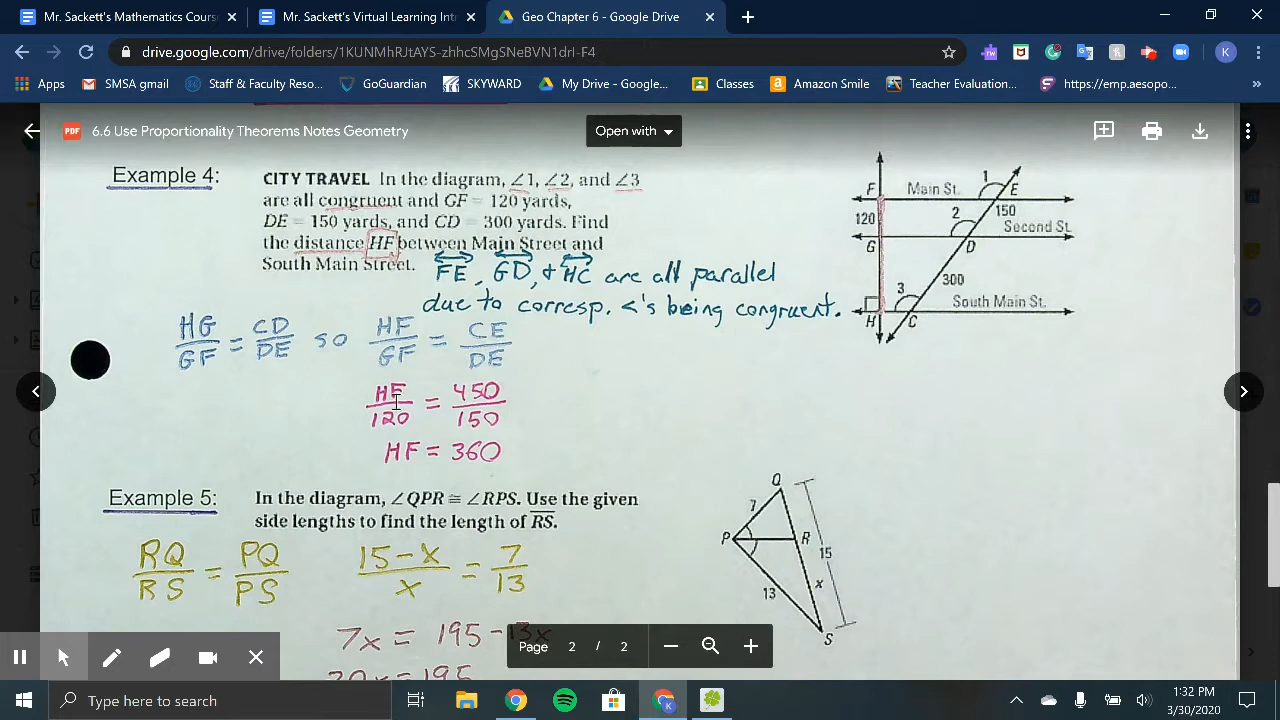 Mr. Sackett's Mathematics Cours
Mr. Sackett's Virtual Learning Int
Geo Chapter 6 - Google Drive
drive.google.com/drive/folders/1KUNMhRJtAYS-zhhcSMgSNeBVN1drI-F4
Apps
SMSA gmail
Staff & Faculty Reso...
GoGuardian
SKYWARD
My Drive - Google...
Classes
Amazon Smile
Teacher Evaluation...
https://emp.aesopo...
PDF
6.6 Use Proportionality Theorems Notes Geometry
Open with
Example 4:
CITY TRAVEL In the diagram, ∠1, ∠2, and ∠3
are all congruent and GF = 120 yards,
DE = 150 yards, and CD = 300 yards. Find
the distance HF between Main Street and
South Main Street.
FE, GD, + HC are all parallel
due to corresp. <'s being congruent.
F Main St. 1 E
120 2 150
Second St.
G D
3 300
South Main St.
H C
HG/GF = CD/DE so HF/GF = CE/DE
HF/120 = 450/150
HF = 360
Example 5:
In the diagram, ∠QPR ≅ ∠RPS. Use the given
side lengths to find the length of RS.
RQ/RS = PQ/PS
15-x/x = 7/13
7x = 195-13x
20x = 195
Q
7
P R
15
x
13
S
Page 2 / 2
K
Type here to search
1:32 PM
3/30/2020